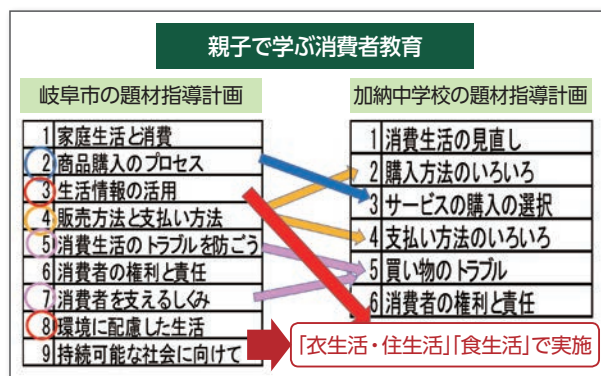 親子で学ぶ消費者教育
岐阜市の題材指導計画
1 家庭生活と消費
2 商品購入のプロセス
3 生活情報の活用
4 販売方法と支払い方法
5 消費生活のトラブルを防ごう
6 消費者の権利と責任
7 消費者を支えるしくみ
8 環境に配慮した生活
9 持続可能な社会に向けて
加納中学校の題材指導計画
1 消費生活の見直し
2 購入方法のいろいろ
3 サービスの購入の選択
4 支払い方法のいろいろ
5 買い物のトラブル
6 消費者の権利と責任
「衣生活・住生活」「食生活」で実施